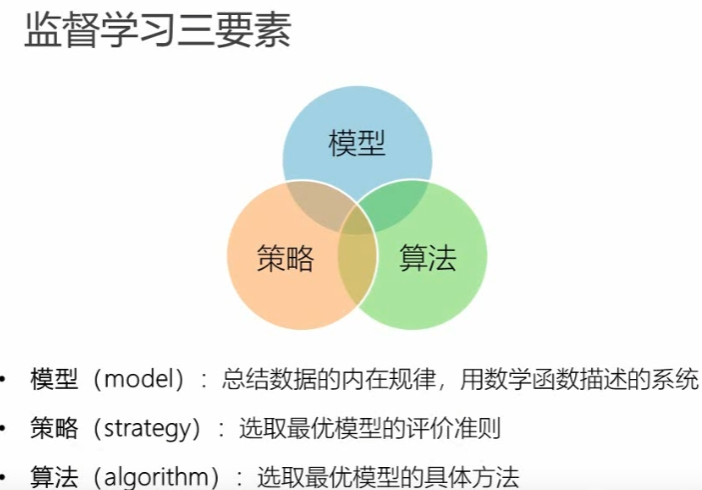 监督学习三要素
模型
策略
算法
• 模型（model）：总结数据的内在规律，用数学函数描述的系统
• 策略（strategy）：选取最优模型的评价准则
• 算法（algorithm）：选取最优模型的具体方法